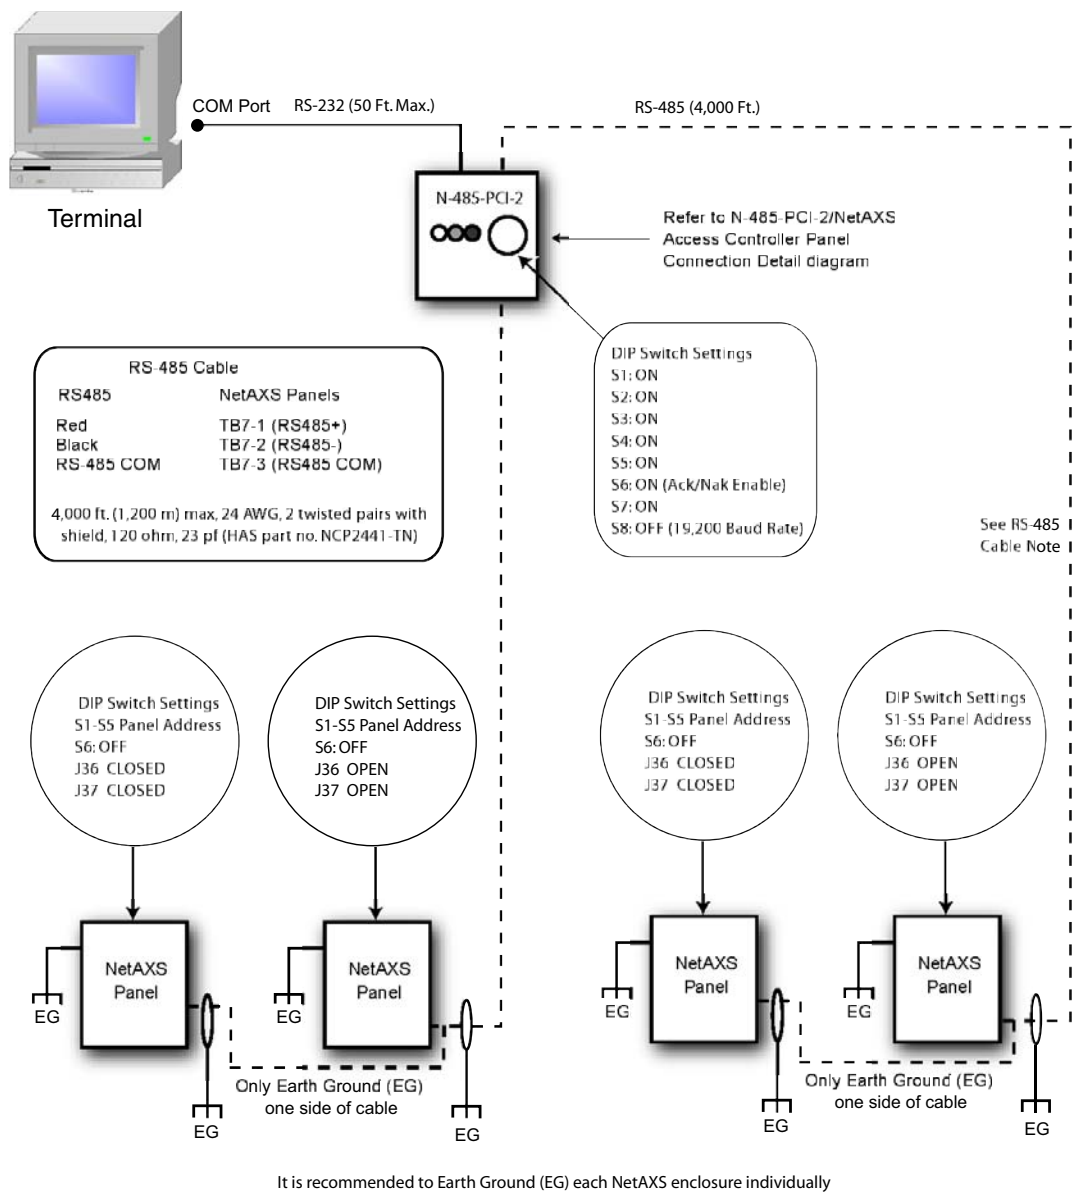 COM Port
RS-232 (50 Ft. Max.)
RS-485 (4,000 Ft.)
Terminal
N-485-PCI-2
Refer to N-485-PCI-2/NetAXS
Access Controller Panel
Connection Detail diagram
RS-485 Cable
RS485 NetAXS Panels
Red TB7-1 (RS485+)
Black TB7-2 (RS485-)
RS-485 COM TB7-3 (RS485 COM)
4,000 ft. (1,200 m) max, 24 AWG, 2 twisted pairs with
shield, 120 ohm, 23 pf (HAS part no. NCP2441-TN)
DIP Switch Settings
S1: ON
S2: ON
S3: ON
S4: ON
S5: ON
S6: ON (Ack/Nak Enable)
S7: ON
S8: OFF (19,200 Baud Rate)
See RS-485
Cable Note
DIP Switch Settings
S1-S5 Panel Address
S6: OFF
J36 CLOSED
J37 CLOSED
DIP Switch Settings
S1-S5 Panel Address
S6: OFF
J36 OPEN
J37 OPEN
DIP Switch Settings
S1-S5 Panel Address
S6: OFF
J36 CLOSED
J37 CLOSED
DIP Switch Settings
S1-S5 Panel Address
S6: OFF
J36 OPEN
J37 OPEN
NetAXS
Panel
EG
NetAXS
Panel
EG
NetAXS
Panel
EG
NetAXS
Panel
EG
Only Earth Ground (EG)
one side of cable
EG
EG
Only Earth Ground (EG)
one side of cable
EG
EG
It is recommended to Earth Ground (EG) each NetAXS enclosure individually